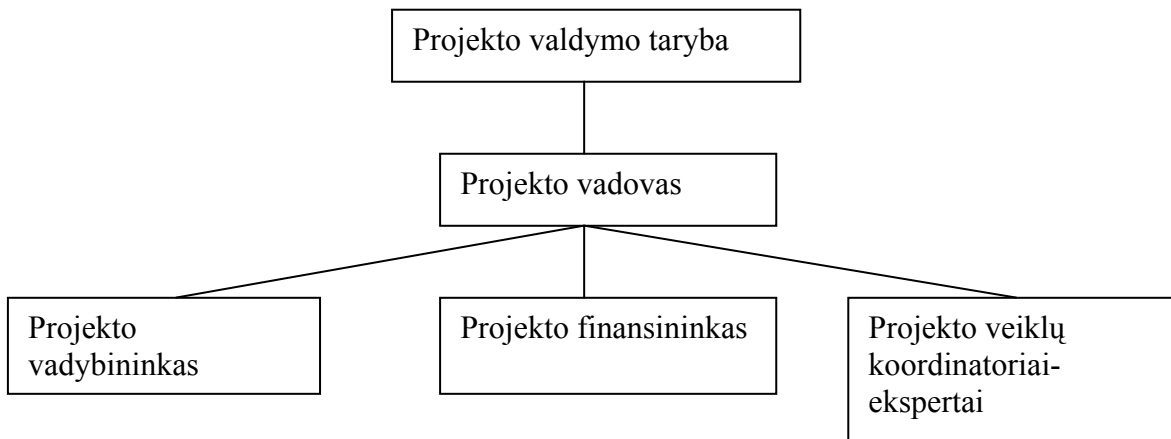 Projekto valdymo taryba
Projekto vadovas
Projekto
vadybininkas
Projekto finansininkas
Projekto veiklų
koordinatoriai-
ekspertai